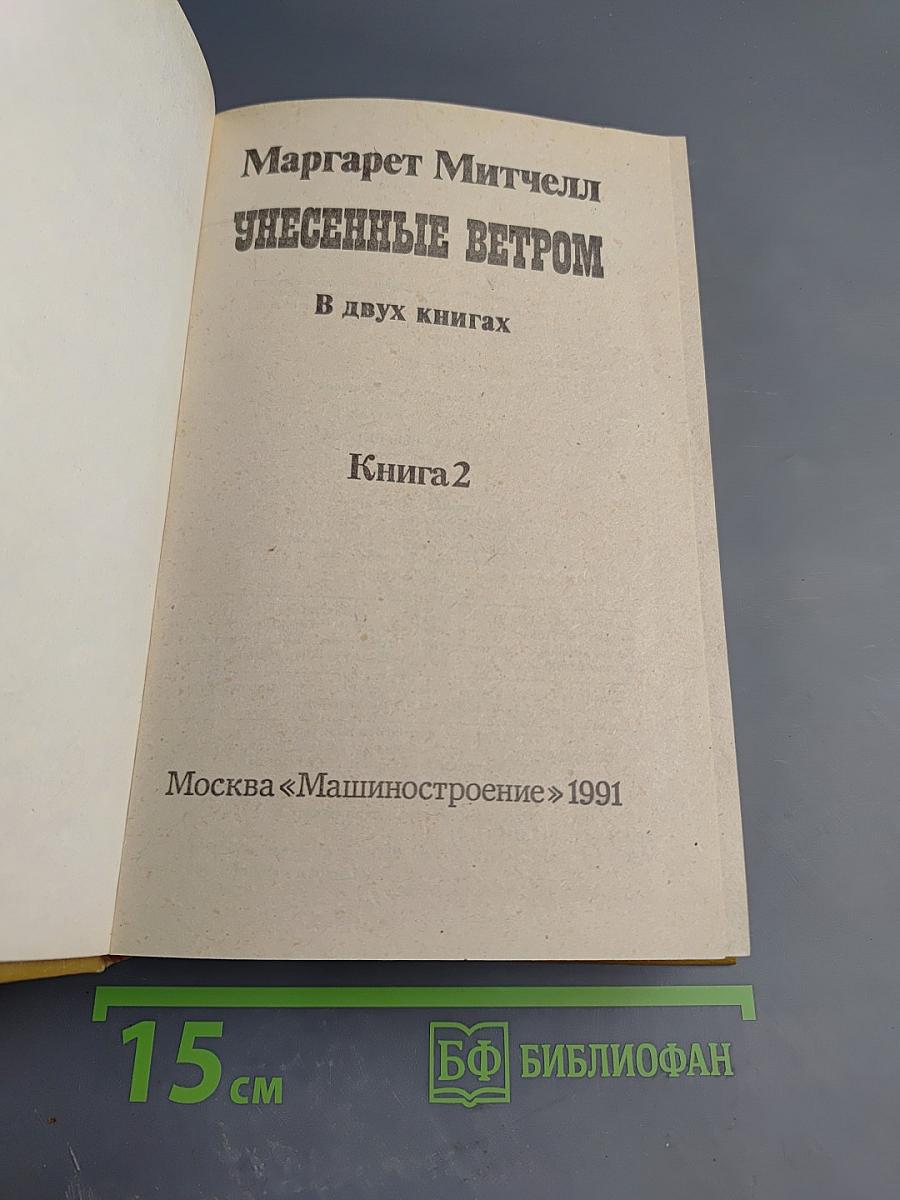 Маргарет Митчелл
УНЕСЕННЫЕ ВЕТРОМ
В двух книгах
Книга 2
Москва «Машиностроение» 1991
15 см
БФ БИБЛИОФАН